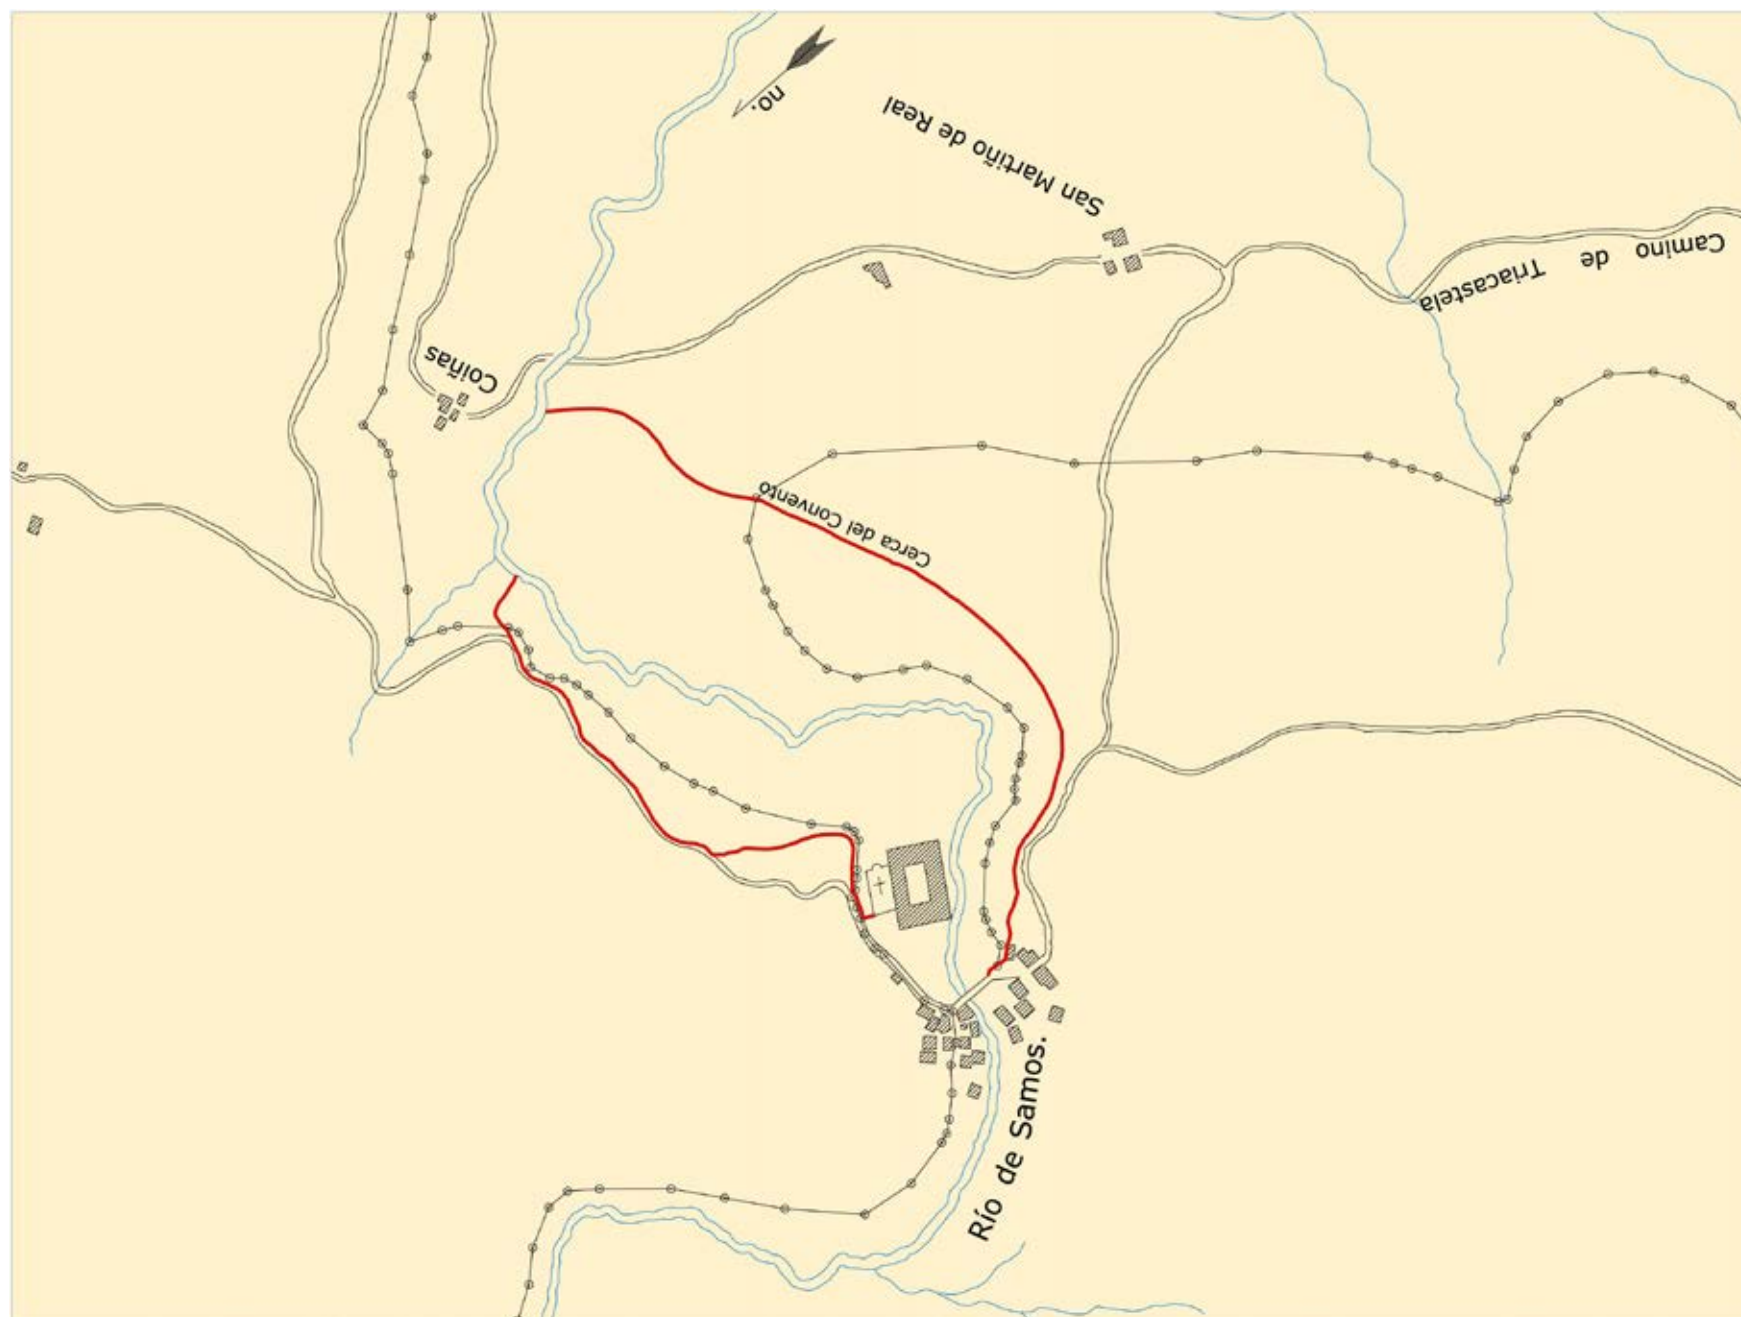 no.
San Martiño de Real
Camino de Triacastela
Coiñas
Cerca del Convento
Río de Samos.